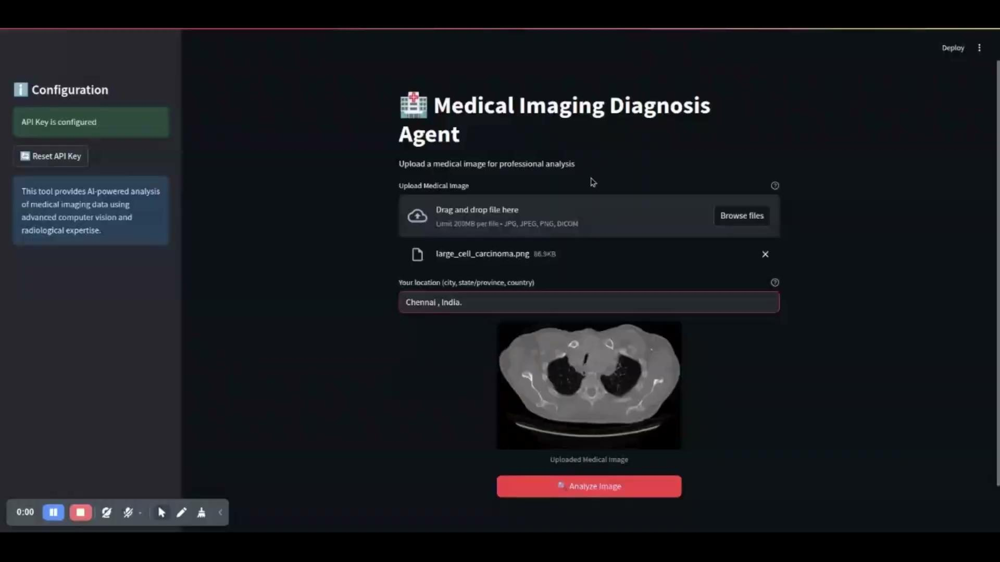 Deploy
Configuration
API Key is configured
Reset API Key
This tool provides AI-powered analysis
of medical imaging data using
advanced computer vision and
radiological expertise.
Medical Imaging Diagnosis
Agent
Upload a medical image for professional analysis
Upload Medical Image
Drag and drop file here
Limit 200MB per file • JPG, JPEG, PNG, DICOM
Browse files
large_cell_carcinoma.png 86.9KB
Your location (city, state/province, country)
Chennai , India.
Uploaded Medical Image
Analyze Image
0:00